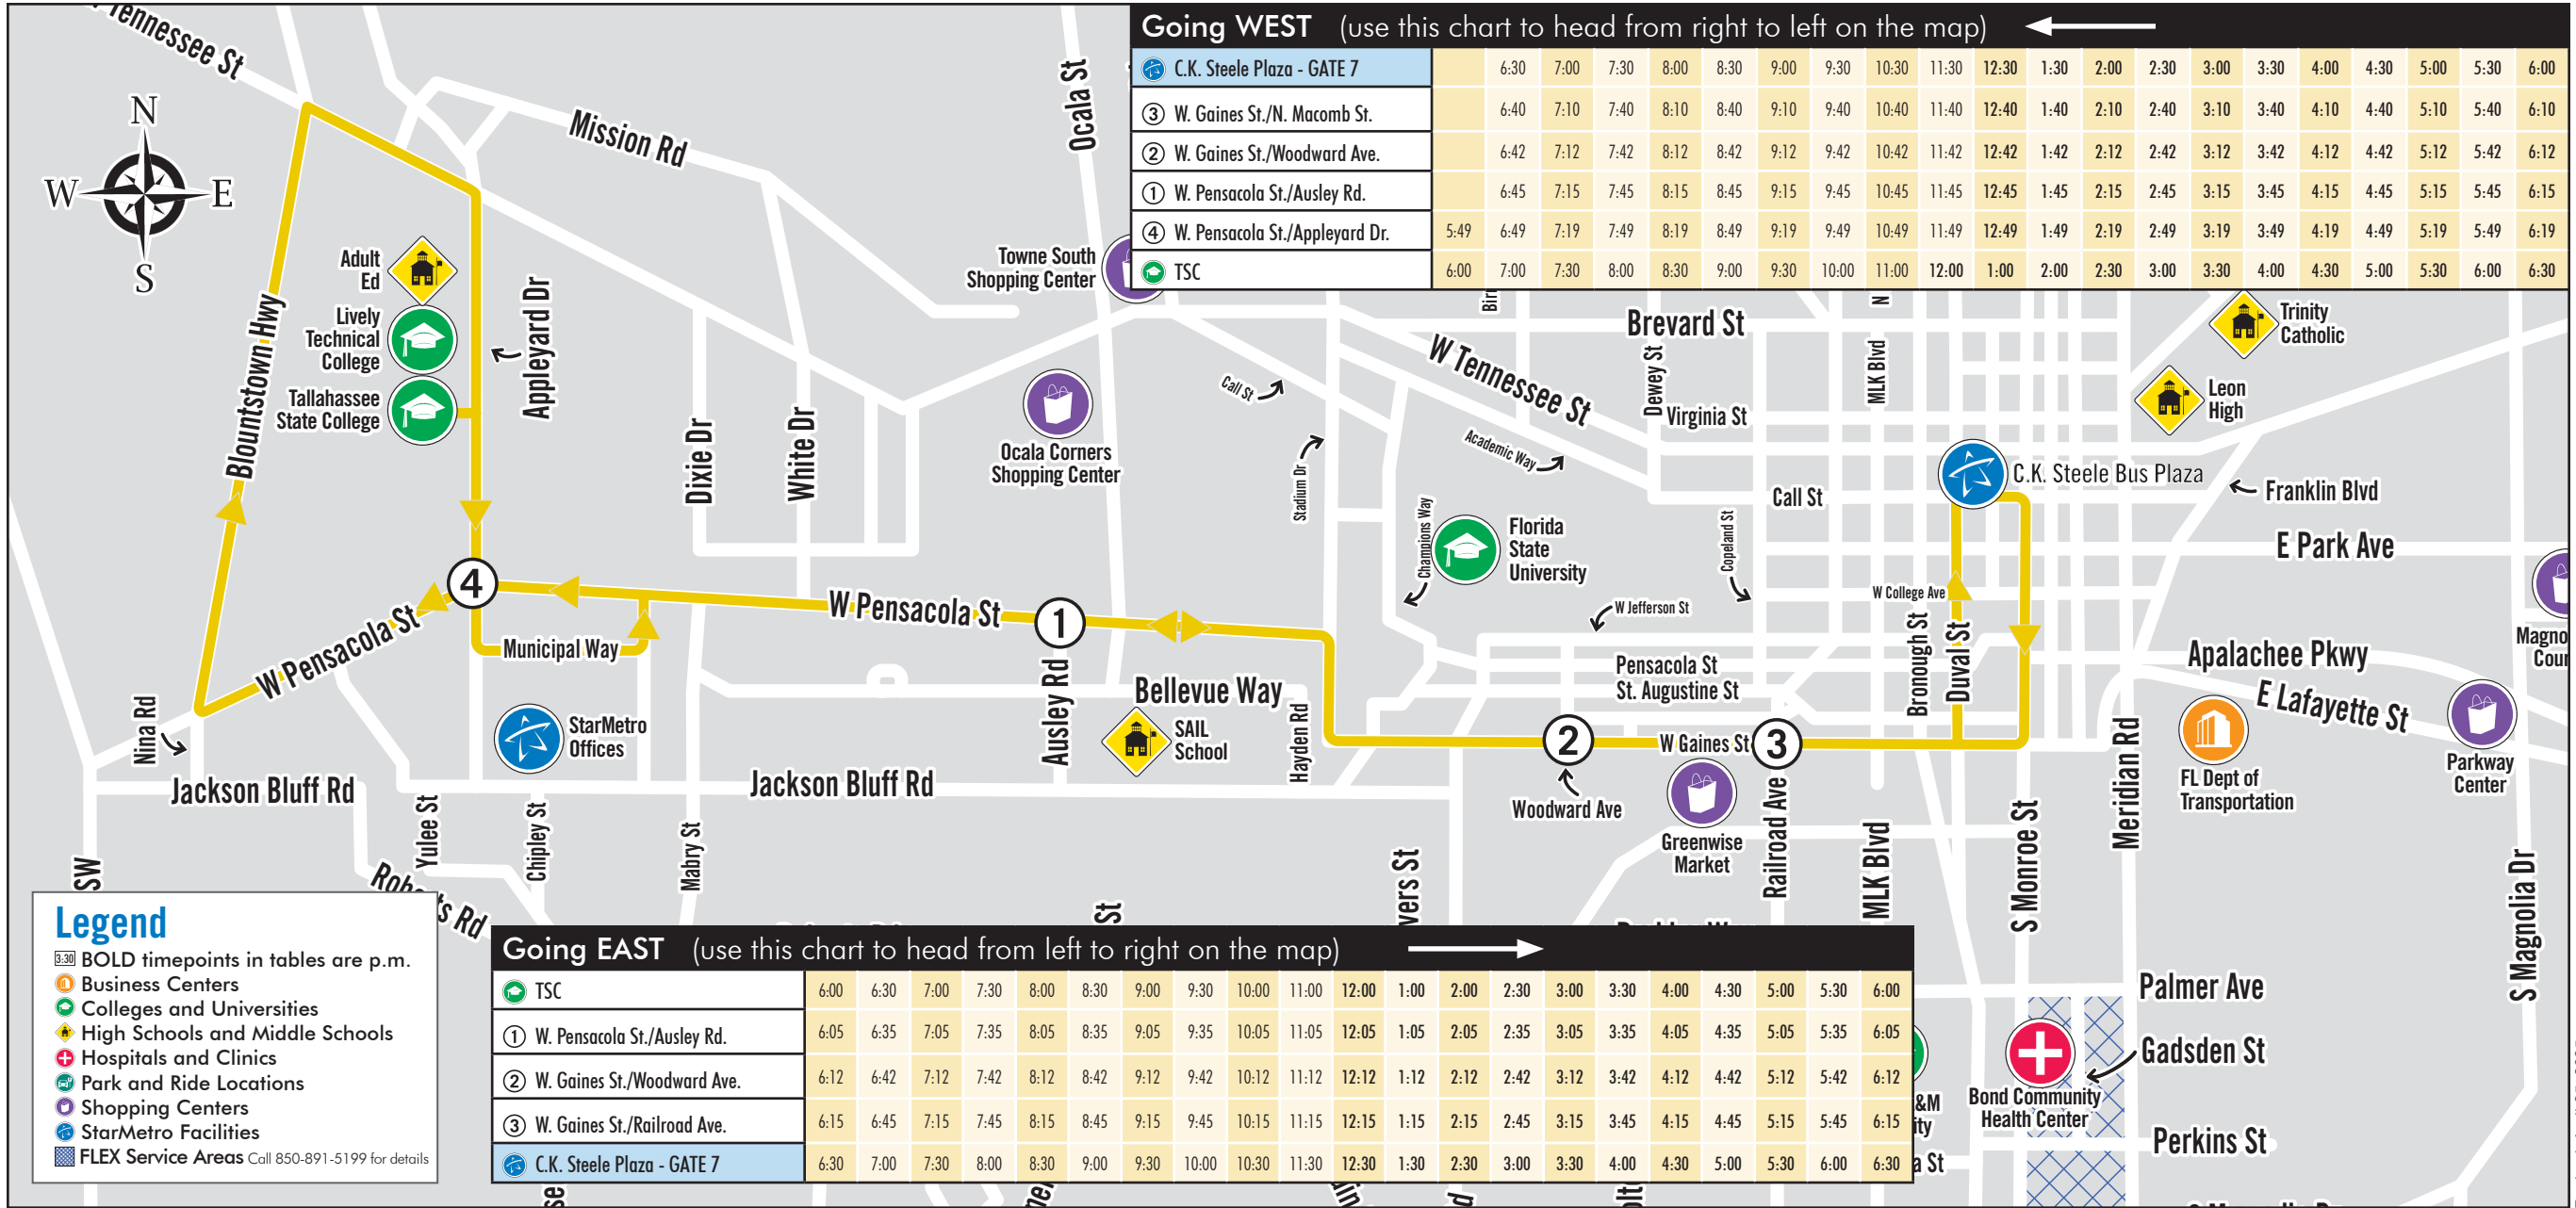 Tennessee St
Going WEST (use this chart to head from right to left on the map)
C.K. Steele Plaza - GATE 7 6:30 7:00 7:30 8:00 8:30 9:00 9:30 10:30 11:30 12:30 1:30 2:00 2:30 3:00 3:30 4:00 4:30 5:00 5:30 6:00
3 W. Gaines St./N. Macomb St. 6:40 7:10 7:40 8:10 8:40 9:10 9:40 10:40 11:40 12:40 1:40 2:10 2:40 3:10 3:40 4:10 4:40 5:10 5:40 6:10
2 W. Gaines St./Woodward Ave. 6:42 7:12 7:42 8:12 8:42 9:12 9:42 10:42 11:42 12:42 1:42 2:12 2:42 3:12 3:42 4:12 4:42 5:12 5:42 6:12
1 W. Pensacola St./Ausley Rd. 6:45 7:15 7:45 8:15 8:45 9:15 9:45 10:45 11:45 12:45 1:45 2:15 2:45 3:15 3:45 4:15 4:45 5:15 5:45 6:15
4 W. Pensacola St./Appleyard Dr. 5:49 6:49 7:19 7:49 8:19 8:49 9:19 9:49 10:49 11:49 12:49 1:49 2:19 2:49 3:19 3:49 4:19 4:49 5:19 5:49 6:19
TSC 6:00 7:00 7:30 8:00 8:30 9:00 9:30 10:00 11:00 12:00 1:00 2:00 2:30 3:00 3:30 4:00 4:30 5:00 5:30 6:00 6:30
N
W E
S
Mission Rd
Ocala St
Adult
Ed
Lively
Technical
College
Tallahassee
State College
Blountstown Hwy
Appleyard Dr
Dixie Dr
White Dr
Towne South
Shopping Center
Ocala Corners
Shopping Center
Call St
Stadium Dr
Champions Way
Academic Way
W Tennessee St
Brevard St
Dewey St
Virginia St
MLK Blvd
N
Trinity
Catholic
Leon
High
C.K. Steele Bus Plaza
Franklin Blvd
Call St
Copeland St
Florida
State
University
E Park Ave
W College Ave
W Jefferson St
Bronough St
Duval St
Pensacola St
St. Augustine St
Apalachee Pkwy
E Lafayette St
Magno
Cour
4
1
W Pensacola St
W Pensacola St
Municipal Way
Nina Rd
StarMetro
Offices
Ausley Rd
Bellevue Way
SAIL
School
Hayden Rd
2
W Gaines St
3
Woodward Ave
Greenwise
Market
Railroad Ave
MLK Blvd
S Monroe St
Meridian Rd
FL Dept of
Transportation
Parkway
Center
S Magnolia Dr
Jackson Bluff Rd
Jackson Bluff Rd
Yulee St
Chipley St
Mabry St
SW
Roberts Rd
St
vers St
Legend
3:30 BOLD timepoints in tables are p.m.
Business Centers
Colleges and Universities
High Schools and Middle Schools
Hospitals and Clinics
Park and Ride Locations
Shopping Centers
StarMetro Facilities
FLEX Service Areas Call 850-891-5199 for details
Going EAST (use this chart to head from left to right on the map)
TSC 6:00 6:30 7:00 7:30 8:00 8:30 9:00 9:30 10:00 11:00 12:00 1:00 2:00 2:30 3:00 3:30 4:00 4:30 5:00 5:30 6:00
1 W. Pensacola St./Ausley Rd. 6:05 6:35 7:05 7:35 8:05 8:35 9:05 9:35 10:05 11:05 12:05 1:05 2:05 2:35 3:05 3:35 4:05 4:35 5:05 5:35 6:05
2 W. Gaines St./Woodward Ave. 6:12 6:42 7:12 7:42 8:12 8:42 9:12 9:42 10:12 11:12 12:12 1:12 2:12 2:42 3:12 3:42 4:12 4:42 5:12 5:42 6:12
3 W. Gaines St./Railroad Ave. 6:15 6:45 7:15 7:45 8:15 8:45 9:15 9:45 10:15 11:15 12:15 1:15 2:15 2:45 3:15 3:45 4:15 4:45 5:15 5:45 6:15
C.K. Steele Plaza - GATE 7 6:30 7:00 7:30 8:00 8:30 9:00 9:30 10:00 10:30 11:30 12:30 1:30 2:30 3:00 3:30 4:00 4:30 5:00 5:30 6:00 6:30
Palmer Ave
Gadsden St
Bond Community
Health Center
Perkins St
&M
ity
a St